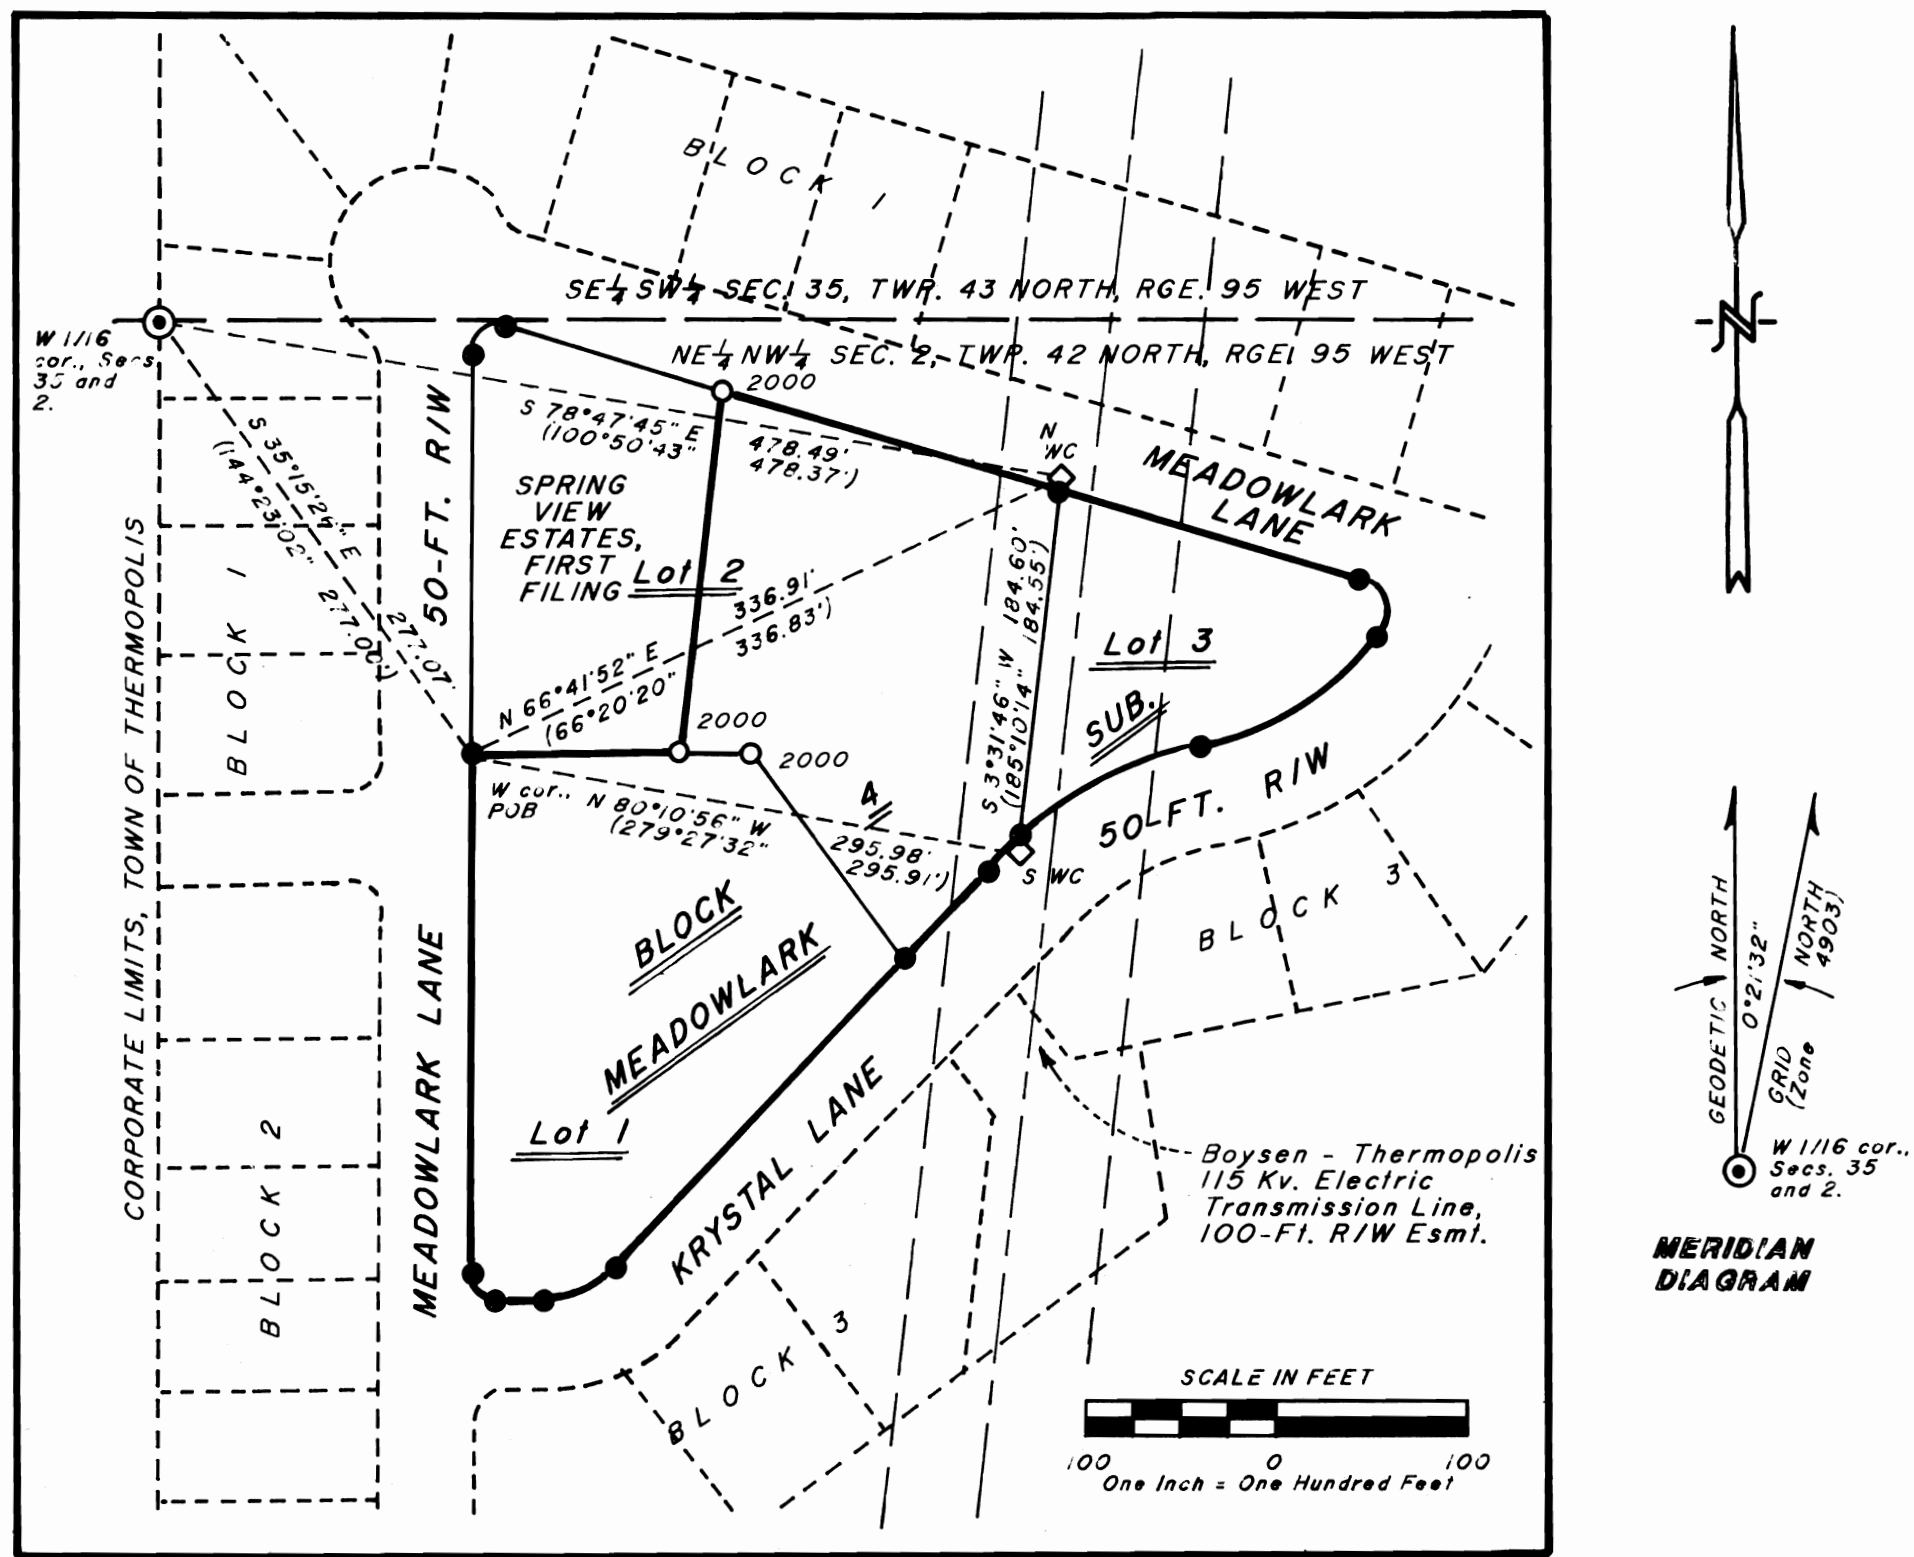 BLOCK 1
SE¼ SW¼ SEC. 35, TWP. 43 NORTH, RGE. 95 WEST
NE¼ NW¼ SEC. 2, TWP. 42 NORTH, RGE. 95 WEST
W 1/16
cor., Secs.
35 and
2.
2000
S 78°47'45" E
(100°50'43"
478.49'
478.37')
N
WC
MEADOWLARK
LANE
S 35°15'24" E
(144°23'02"
277.07'
277.00')
50-FT. R/W
SPRING
VIEW
ESTATES,
FIRST
FILING
Lot 2
336.91'
336.83')
N 66°41'52" E
(66°20'20"
S 3°31'46" W 184.60'
(185°10'14" 184.55')
Lot 3
SUB.
CORPORATE LIMITS, TOWN OF THERMOPOLIS
BLOCK 1
2000
2000
W cor.,
POB
N 80°10'56" W
(279°27'32"
4
295.98'
295.91')
S WC
50-FT. R/W
BLOCK 3
BLOCK
MEADOWLARK
MEADOWLARK LANE
Lot 1
KRYSTAL LANE
BLOCK 2
Boysen - Thermopolis
115 Kv. Electric
Transmission Line,
100-Ft. R/W Esmt.
BLOCK 3
SCALE IN FEET
100 0 100
One Inch = One Hundred Feet
N
GEODETIC NORTH
0°21'32"
GRID NORTH
(Zone 4903)
W 1/16 cor.,
Secs. 35
and 2.
MERIDIAN
DIAGRAM